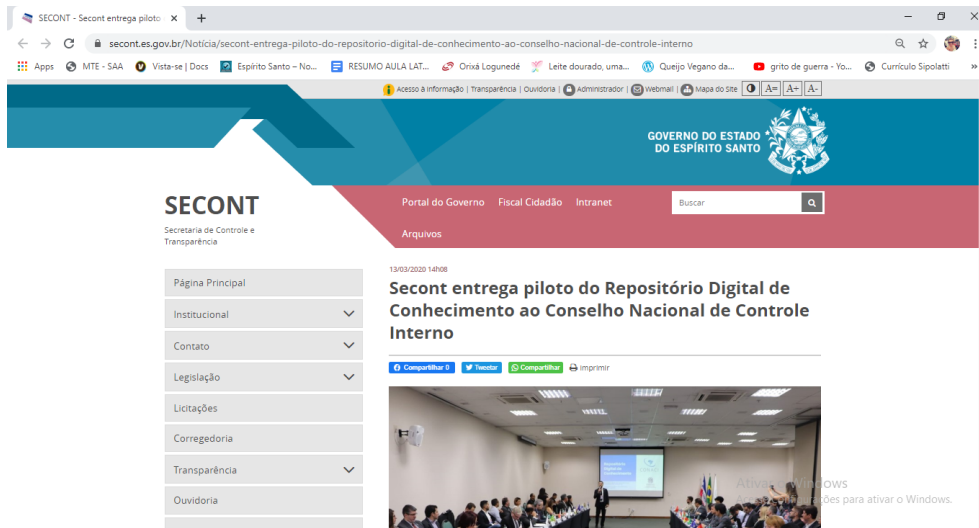 SECONT - Secont entrega piloto
secont.es.gov.br/Notícia/secont-entrega-piloto-do-repositorio-digital-de-conhecimento-ao-conselho-nacional-de-controle-interno
Apps MTE - SAA Vista-se | Docs Espírito Santo – No... RESUMO AULA LAT... Orixá Logunedé Leite dourado, uma... Queijo Vegano da... grito de guerra - Yo... Currículo Sipolatti »
Acesso à Informação | Transparência | Ouvidoria | Administrador | Webmail | Mapa do Site A= A+ A-
GOVERNO DO ESTADO
DO ESPÍRITO SANTO
SECONT
Secretaria de Controle e
Transparência
Portal do Governo Fiscal Cidadão Intranet
Buscar
Arquivos
Página Principal
Institucional
Contato
Legislação
Licitações
Corregedoria
Transparência
Ouvidoria
13/03/2020 14h08
Secont entrega piloto do Repositório Digital de
Conhecimento ao Conselho Nacional de Controle
Interno
Compartilhar 0 Tweetar Compartilhar imprimir
Ativar o Windows
ões para ativar o Windows.